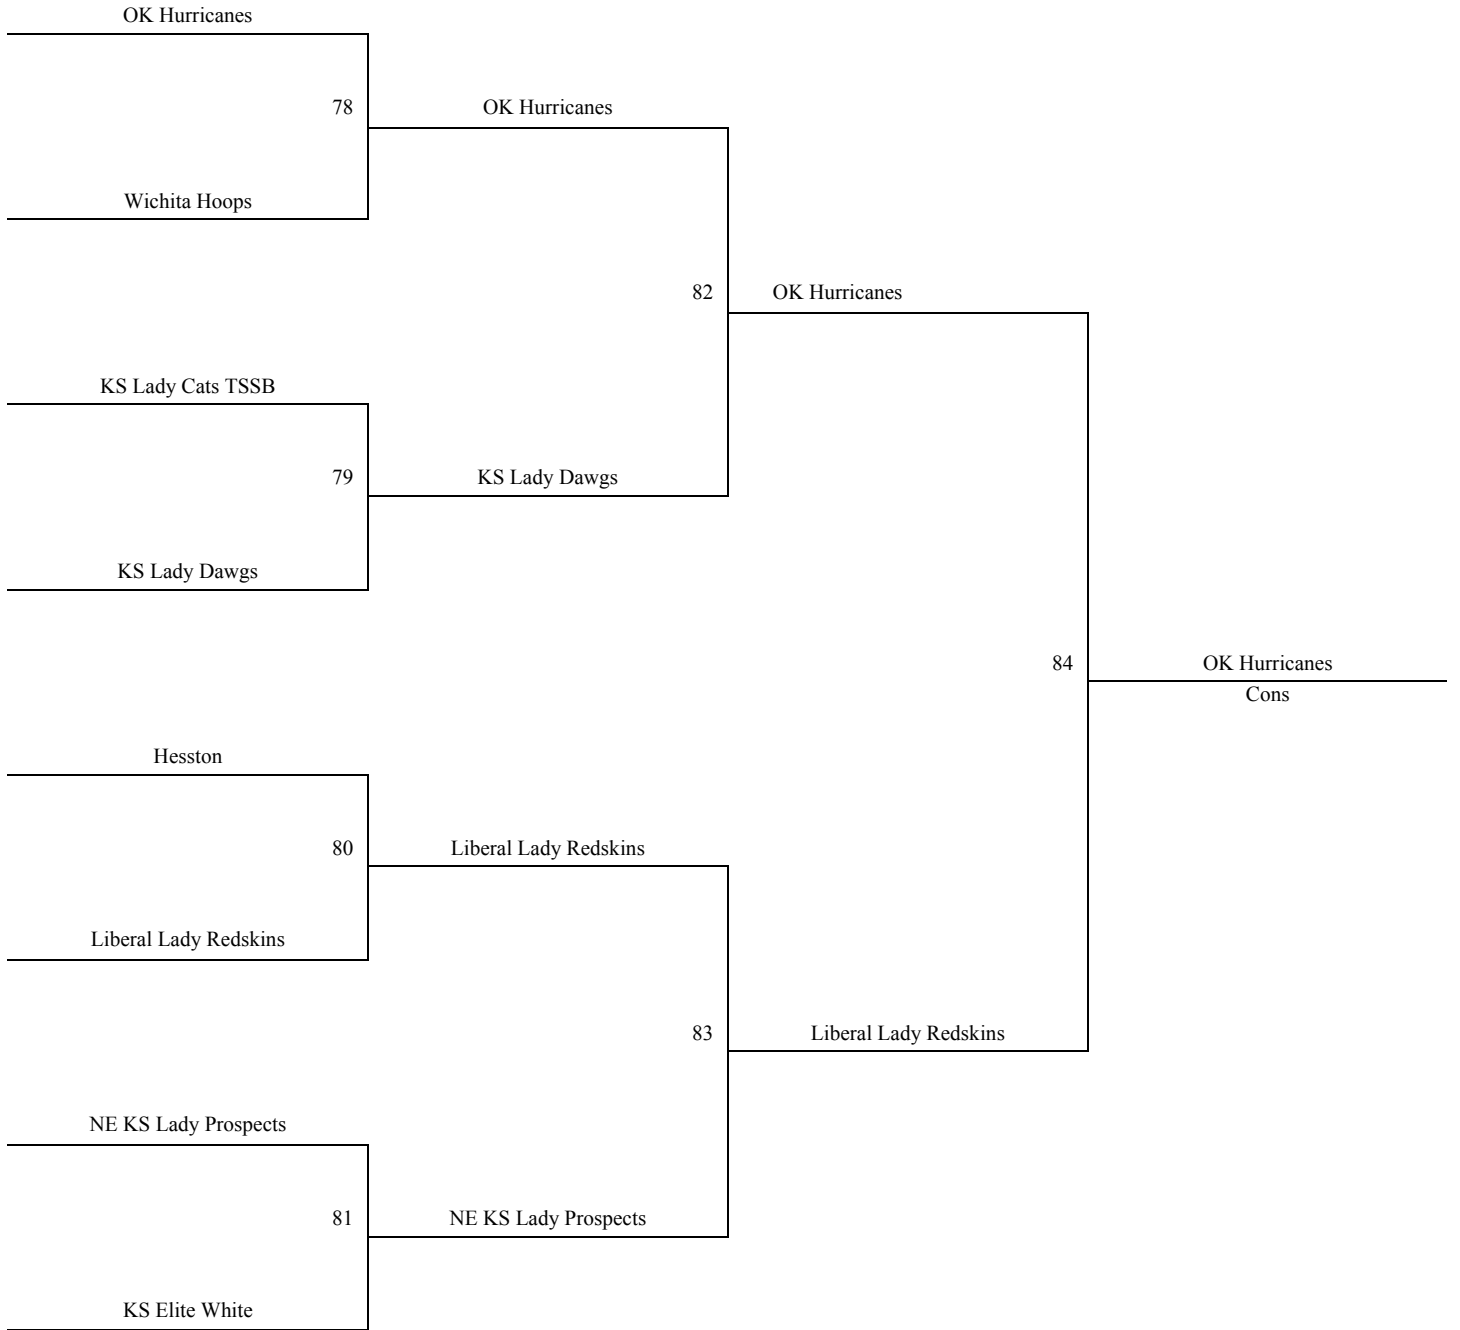 OK Hurricanes
78
OK Hurricanes
Wichita Hoops
82
OK Hurricanes
KS Lady Cats TSSB
79
KS Lady Dawgs
KS Lady Dawgs
84
OK Hurricanes
Cons
Hesston
80
Liberal Lady Redskins
Liberal Lady Redskins
83
Liberal Lady Redskins
NE KS Lady Prospects
81
NE KS Lady Prospects
KS Elite White